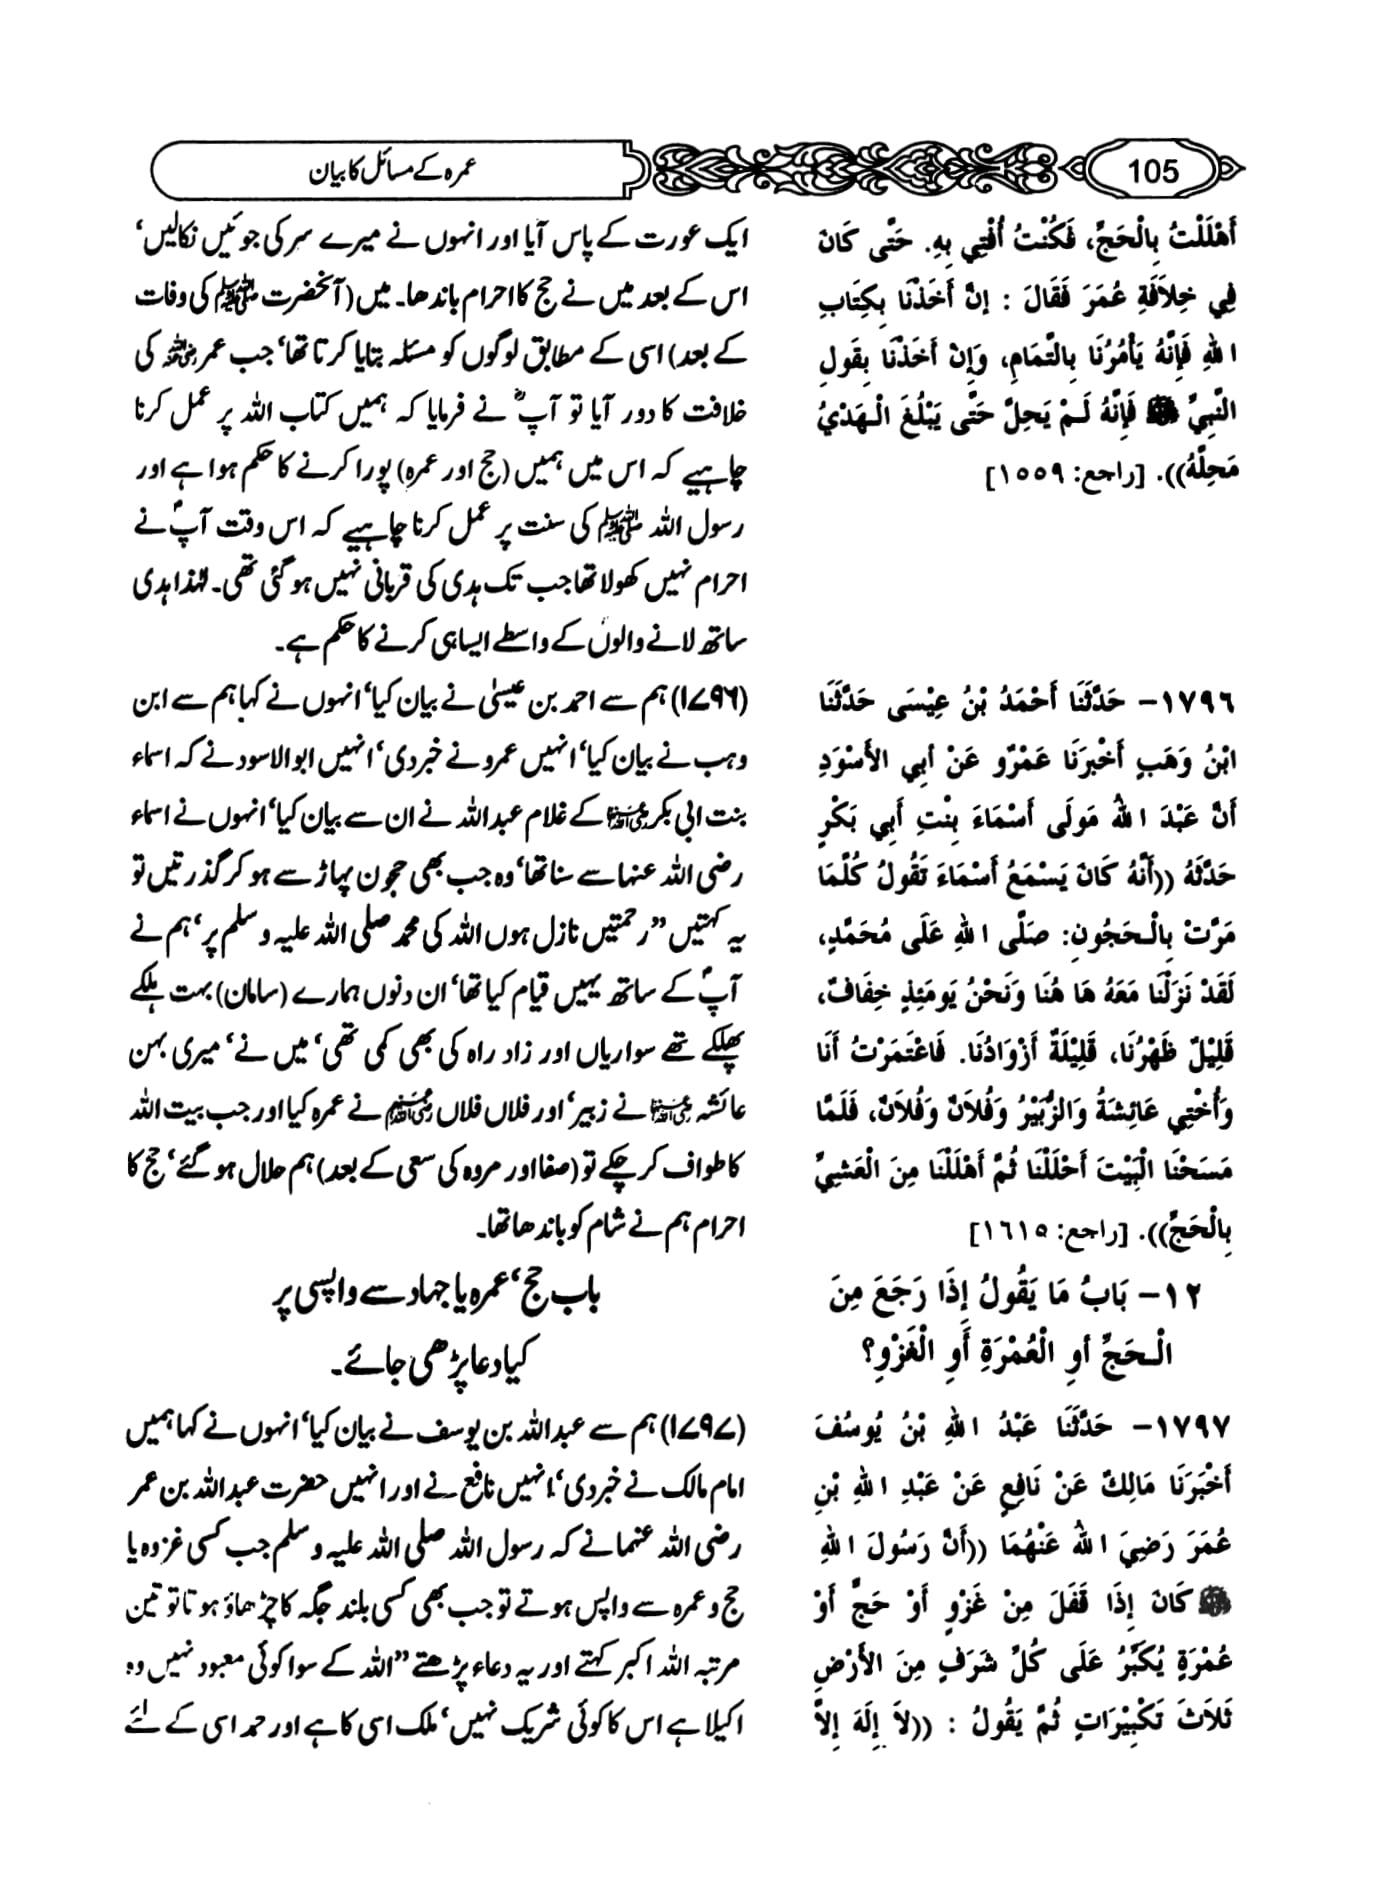 105
عمرہ کے مسائل کا بیان
أَهْلَلْتُ بِالْحَجِّ، فَكُنْتُ أُفْتِي بِهِ. حَتَّى كَانَ
فِي خِلاَفَةِ عُمَرَ فَقَالَ : إِنْ أَخَذْنَا بِكِتَابِ
اللهِ فَإِنَّهُ يَأْمُرُنَا بِالتَّمَامِ، وَإِنْ أَخَذْنَا بِقَولِ
النَّبِيِّ ﷺ فَإِنَّهُ لَمْ يَحِلَّ حَتَّى يَبْلُغَ الْهَدْيُ
مَحِلَّهُ)). [راجع: ١٥٥٩]
١٧٩٦- حَدَّثَنَا أَحْمَدُ بْنُ عِيْسَى حَدَّثَنَا
ابْنُ وَهَبٍ أَخْبَرَنَا عَمْرٌو عَنْ أَبِي الأَسْوَدِ
أَنَّ عَبْدَ اللهِ مَولَى أَسْمَاءَ بِنْتِ أَبِي بَكْرٍ
حَدَّثَهُ ((أَنَّهُ كَانَ يَسْمَعُ أَسْمَاءَ تَقُولُ كُلَّمَا
مَرَّتْ بِالْحَجُونِ: صَلَّى اللهِ عَلَى مُحَمَّدٍ،
لَقَدْ نَزَلْنَا مَعَهُ هَا هُنَا وَنَحْنُ يَومَئِذٍ خِفَافٌ،
قَلِيْلٌ ظَهْرُنَا، قَلِيْلَةٌ أَزْوَادُنَا. فَاعْتَمَرْتُ أَنَا
وَأُخْتِي عَائِشَةُ وَالزُّبَيْرُ وَفُلاَنٌ وَفُلاَنٌ، فَلَمَّا
مَسَحْنَا الْبَيْتَ أَحْلَلْنَا ثُمَّ أَهْلَلْنَا مِنَ الْعَشِيِّ
بِالْحَجِّ)). [راجع: ١٦١٥]
١٢- بَابُ مَا يَقُولُ إِذَا رَجَعَ مِنَ
الْحَجِّ أوِ الْعُمْرَةِ أَوِ الْغَزْوِ؟
١٧٩٧- حَدَّثَنَا عَبْدُ اللهِ بْنُ يُوسُفَ
أَخْبَرَنَا مَالِكٌ عَنْ نَافِعٍ عَنْ عَبْدِ اللهِ بْنِ
عُمَرَ رَضِيَ اللهُ عَنْهُمَا ((أَنَّ رَسُولَ اللهِ
ﷺ كَانَ إِذَا قَفَلَ مِنْ غَزْوٍ أَوْ حَجٍّ أَوْ
عُمْرَةٍ يُكَبِّرُ عَلَى كُلِّ شَرَفٍ مِنَ الأَرْضِ
ثَلاَثَ تَكْبِيْرَاتٍ ثُمَّ يَقُولُ : ((لاَ إِلَهَ إِلاَّ
ایک عورت کے پاس آیا اور انہوں نے میرے سر کی جوئیں نکالیں‘
اس کے بعد میں نے حج کا احرام باندھا۔ میں (آنحضرت ﷺ کی وفات
کے بعد) اسی کے مطابق لوگوں کو مسئلہ بتایا کرتا تھا‘ جب عمر رضی اللہ عنہ کی
خلافت کا دور آیا تو آپؓ نے فرمایا کہ ہمیں کتاب اللہ پر عمل کرنا
چاہیے کہ اس میں ہمیں (حج اور عمرہ) پورا کرنے کا حکم ہوا ہے اور
رسول اللہ ﷺ کی سنت پر عمل کرنا چاہیے کہ اس وقت آپؐ نے
احرام نہیں کھولا تھا جب تک ہدی کی قربانی نہیں ہو گئی تھی۔ لہٰذا ہدی
ساتھ لانے والوں کے واسطے ایسا ہی کرنے کا حکم ہے۔
(۱۷۹۶) ہم سے احمد بن عیسیٰ نے بیان کیا‘ انہوں نے کہا ہم سے ابن
وہب نے بیان کیا‘ انہیں عمرو نے خبر دی‘ انہیں ابو الاسود نے کہ اسماء
بنت ابی بکر رضی اللہ عنہا کے غلام عبداللہ نے ان سے بیان کیا‘ انہوں نے اسماء
رضی اللہ عنہا سے سنا تھا‘ وہ جب بھی حجون پہاڑ سے ہو کر گذرتیں تو
یہ کہتیں ”رحمتیں نازل ہوں اللہ کی محمد صلی اللہ علیہ و سلم پر‘ ہم نے
آپؐ کے ساتھ یہیں قیام کیا تھا‘ ان دنوں ہمارے (سامان) بہت ہلکے
پھلکے تھے سواریاں اور زاد راہ کی بھی کمی تھی‘ میں نے‘ میری بہن
عائشہ رضی اللہ عنہا نے زبیر‘ اور فلاں فلاں رضی اللہ عنہم نے عمرہ کیا اور جب بیت اللہ
کا طواف کر چکے تو (صفا اور مروہ کی سعی کے بعد) ہم حلال ہو گئے‘ حج کا
احرام ہم نے شام کو باندھا تھا۔
باب حج‘ عمرہ یا جہاد سے واپسی پر
کیا دعا پڑھی جائے۔
(۱۷۹۷) ہم سے عبداللہ بن یوسف نے بیان کیا‘ انہوں نے کہا ہمیں
امام مالک نے خبر دی‘ انہیں نافع نے اور انہیں حضرت عبداللہ بن عمر
رضی اللہ عنہما نے کہ رسول اللہ صلی اللہ علیہ و سلم جب کسی غزوہ یا
حج و عمرہ سے واپس ہوتے تو جب بھی کسی بلند جگہ کا چڑھاؤ ہوتا تو تین
مرتبہ اللہ اکبر کہتے اور یہ دعاء پڑھتے ”اللہ کے سوا کوئی معبود نہیں وہ
اکیلا ہے اس کا کوئی شریک نہیں‘ ملک اسی کا ہے اور حمد اسی کے لئے